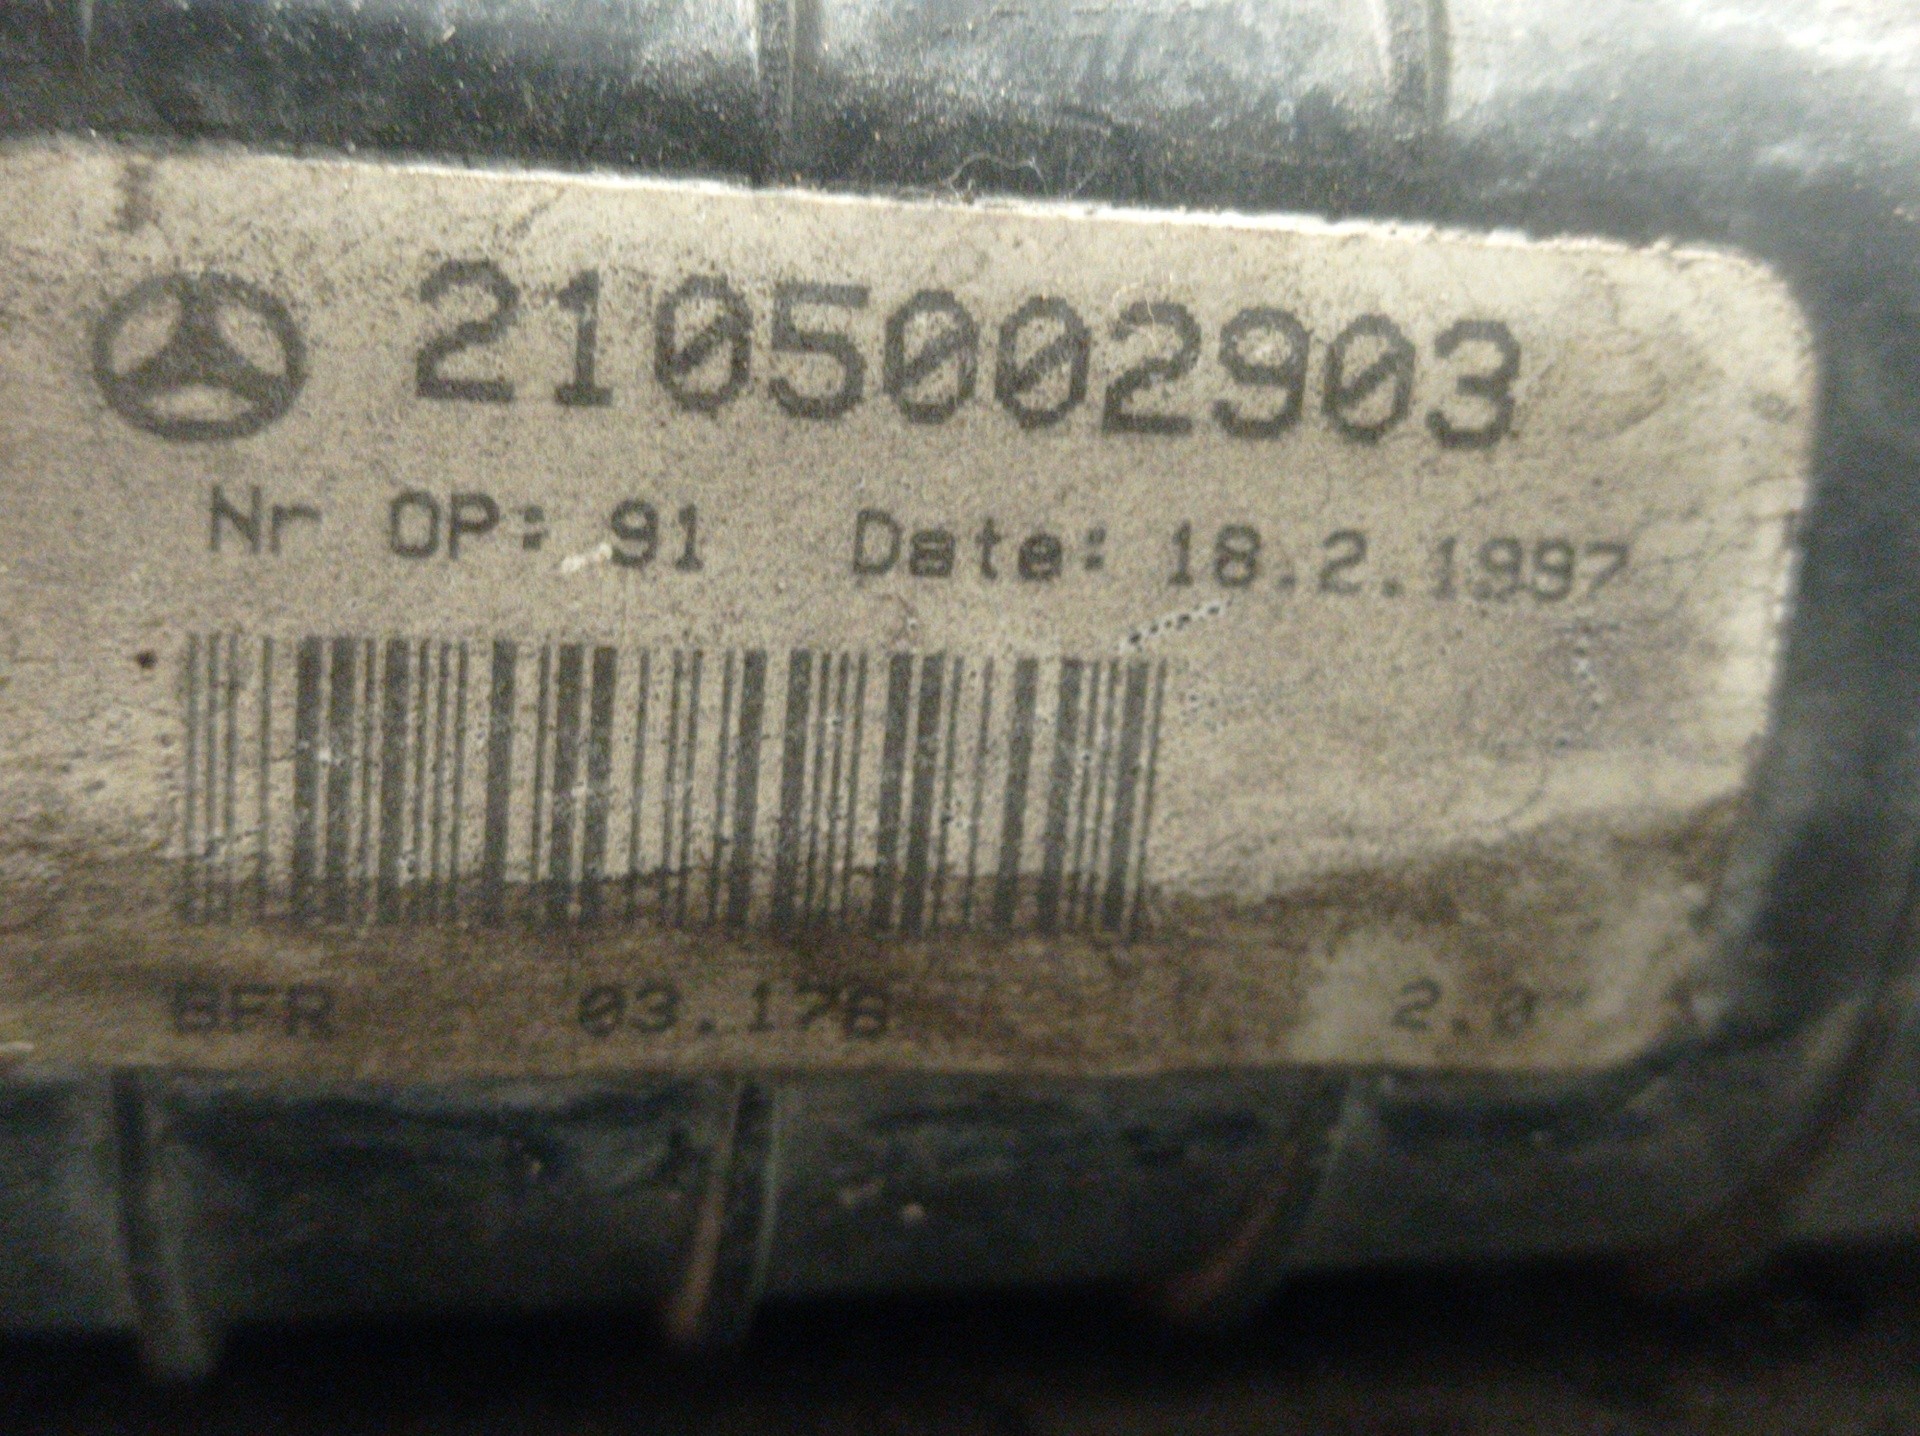 2105002903
Nr OP: 91 Date: 18.2.1997
BFR 03.176 2.0